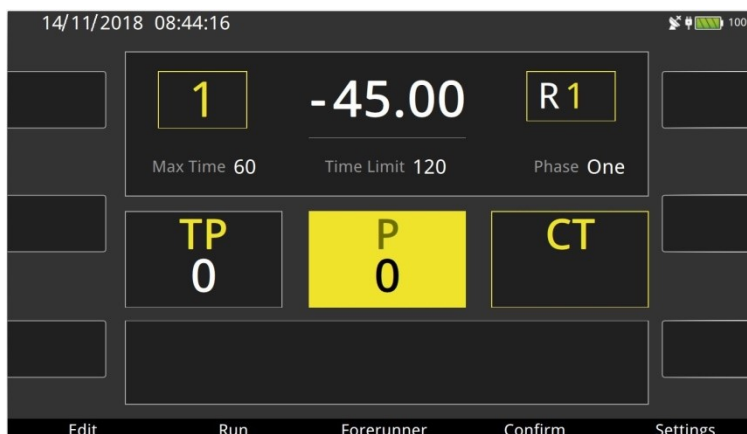 14/11/2018 08:44:16 100
1 -45.00 R1
Max Time 60 Time Limit 120 Phase One
TP P CT
0 0
Edit Run Forerunner Confirm Settings